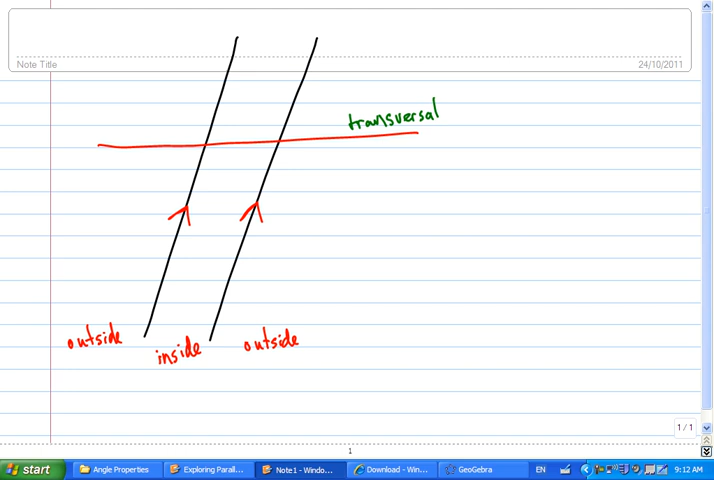 Note Title
24/10/2011
transversal
outside
inside
outside
1 / 1
1
start
Angle Properties
Exploring Parall...
Note1 - Windo...
Download - Win...
GeoGebra
EN
9:12 AM